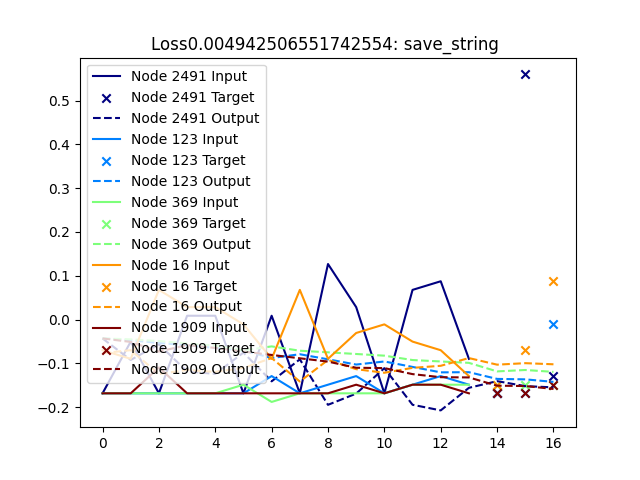 Loss0.004942506551742554: save_string
Node 2491 Input
Node 2491 Target
Node 2491 Output
Node 123 Input
Node 123 Target
Node 123 Output
Node 369 Input
Node 369 Target
Node 369 Output
Node 16 Input
Node 16 Target
Node 16 Output
Node 1909 Input
Node 1909 Target
Node 1909 Output
0.5
0.4
0.3
0.2
0.1
0.0
−0.1
−0.2
0 2 4 6 8 10 12 14 16